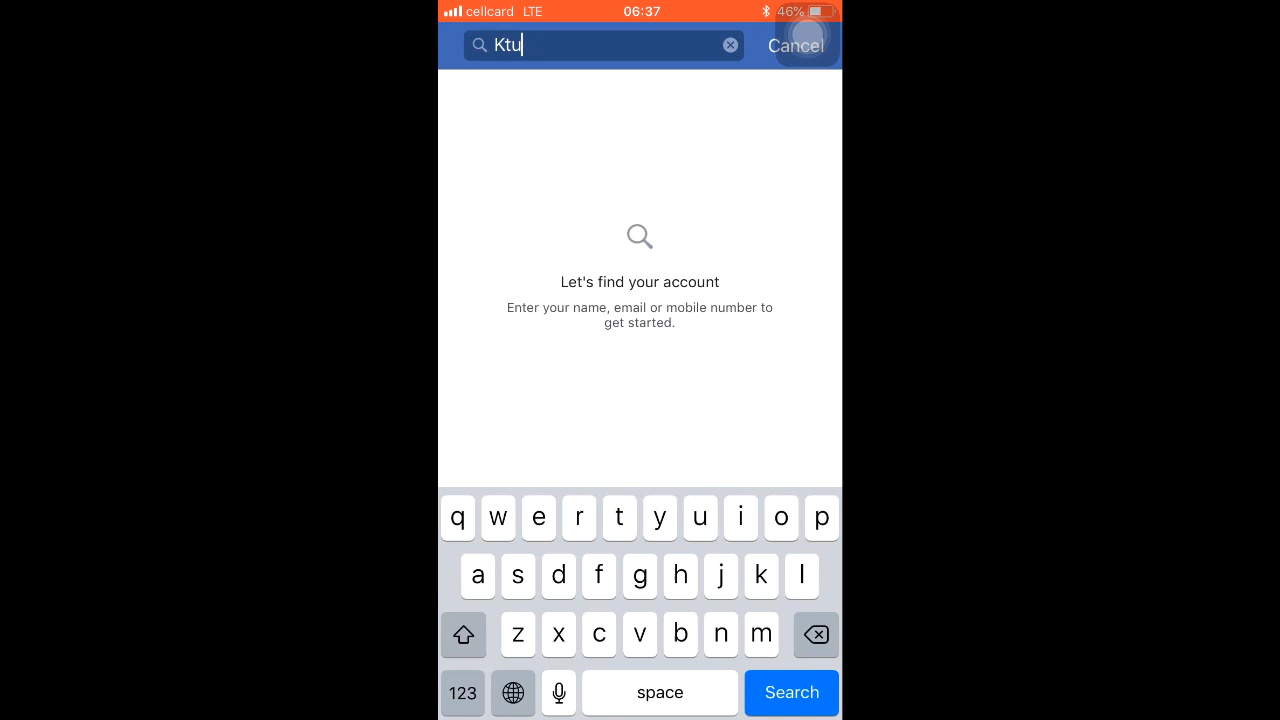 cellcard LTE 06:37 46%
Ktu Cancel
Let's find your account
Enter your name, email or mobile number to
get started.
q w e r t y u i o p
a s d f g h j k l
z x c v b n m
123 space Search